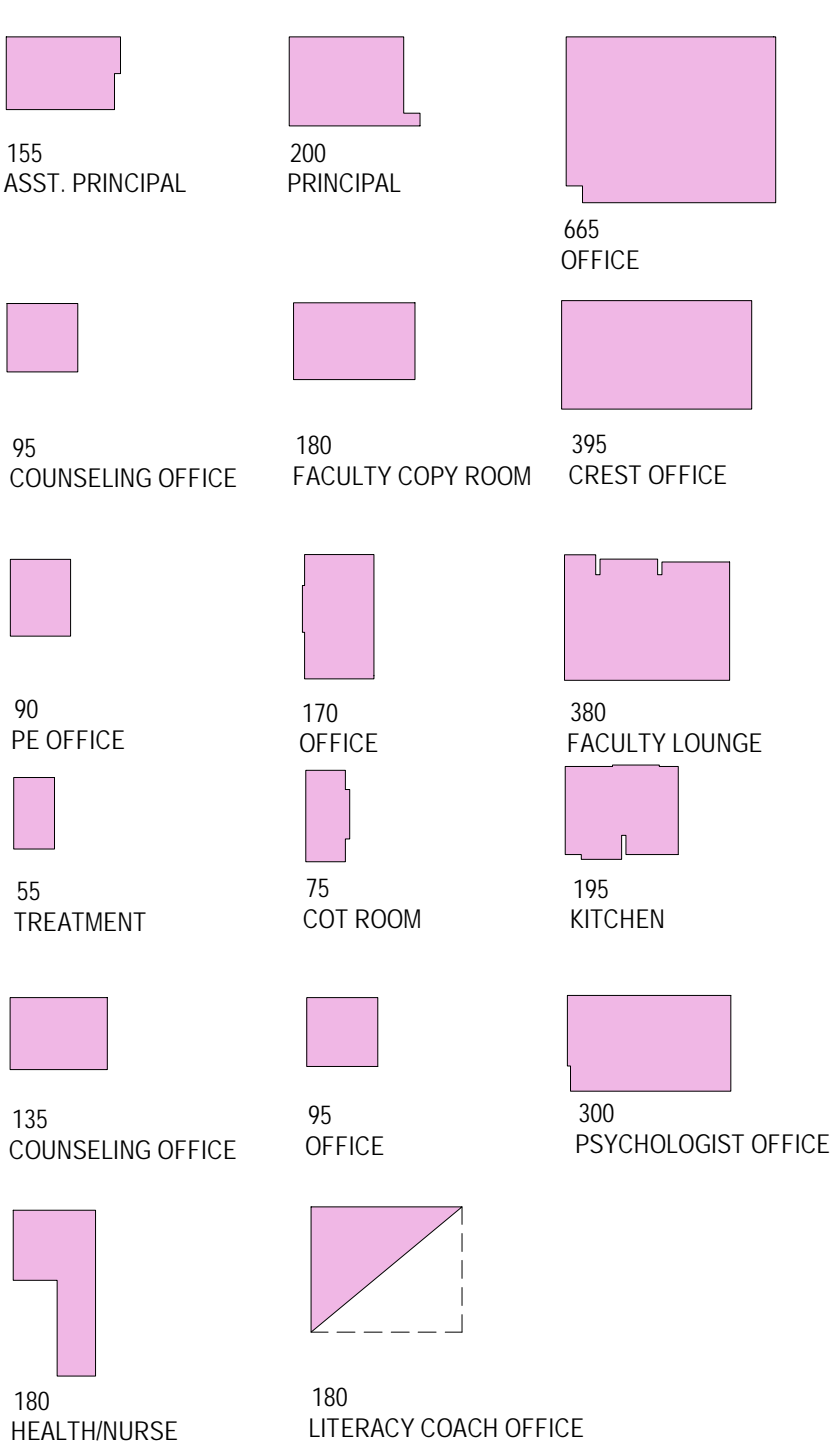 155
ASST. PRINCIPAL
200
PRINCIPAL
665
OFFICE
95
COUNSELING OFFICE
180
FACULTY COPY ROOM
395
CREST OFFICE
90
PE OFFICE
170
OFFICE
380
FACULTY LOUNGE
55
TREATMENT
75
COT ROOM
195
KITCHEN
135
COUNSELING OFFICE
95
OFFICE
300
PSYCHOLOGIST OFFICE
180
HEALTH/NURSE
180
LITERACY COACH OFFICE